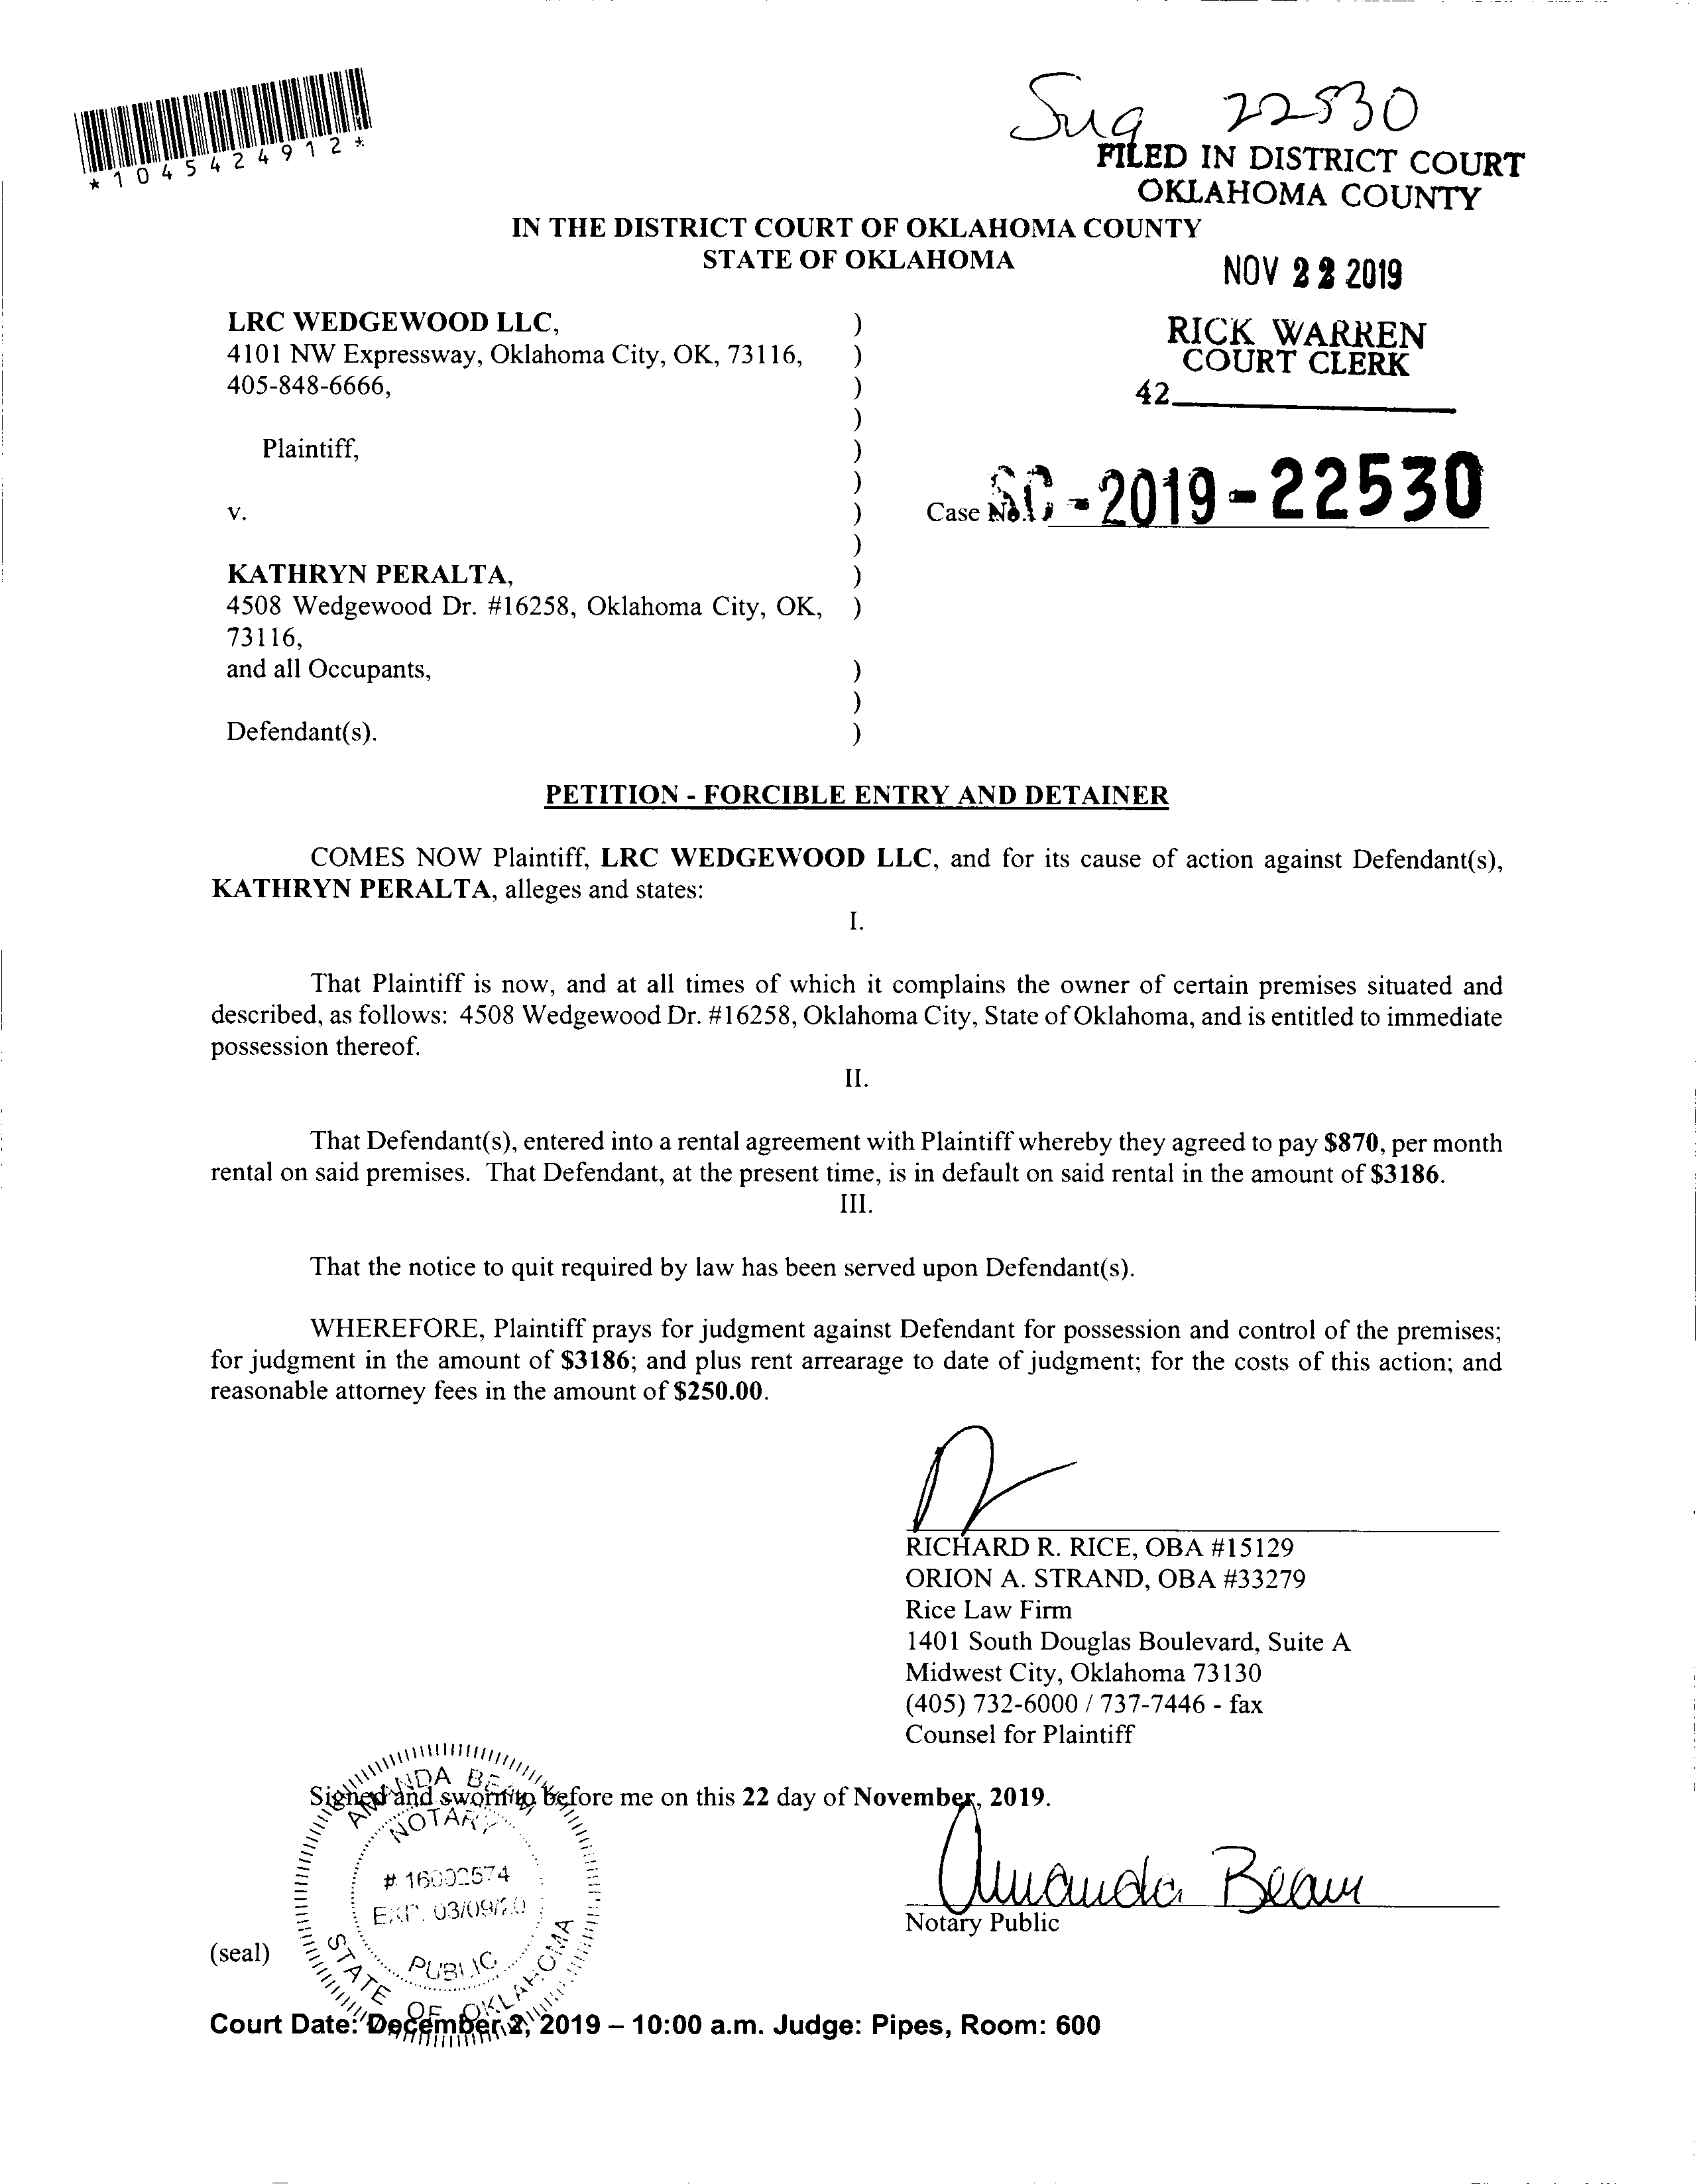 *1045424912*
Sug 22530
FILED IN DISTRICT COURT
OKLAHOMA COUNTY
IN THE DISTRICT COURT OF OKLAHOMA COUNTY
STATE OF OKLAHOMA
NOV 22 2019
RICK WARREN
COURT CLERK
42
LRC WEDGEWOOD LLC, )
4101 NW Expressway, Oklahoma City, OK, 73116, )
405-848-6666, )
)
Plaintiff, )
)
v. )
Case No. SC-2019-22530
)
KATHRYN PERALTA, )
4508 Wedgewood Dr. #16258, Oklahoma City, OK, )
73116,
and all Occupants, )
)
Defendant(s). )
PETITION - FORCIBLE ENTRY AND DETAINER
COMES NOW Plaintiff, LRC WEDGEWOOD LLC, and for its cause of action against Defendant(s),
KATHRYN PERALTA, alleges and states:
I.
That Plaintiff is now, and at all times of which it complains the owner of certain premises situated and
described, as follows: 4508 Wedgewood Dr. #16258, Oklahoma City, State of Oklahoma, and is entitled to immediate
possession thereof.
II.
That Defendant(s), entered into a rental agreement with Plaintiff whereby they agreed to pay $870, per month
rental on said premises. That Defendant, at the present time, is in default on said rental in the amount of $3186.
III.
That the notice to quit required by law has been served upon Defendant(s).
WHEREFORE, Plaintiff prays for judgment against Defendant for possession and control of the premises;
for judgment in the amount of $3186; and plus rent arrearage to date of judgment; for the costs of this action; and
reasonable attorney fees in the amount of $250.00.
RICHARD R. RICE, OBA #15129
ORION A. STRAND, OBA #33279
Rice Law Firm
1401 South Douglas Boulevard, Suite A
Midwest City, Oklahoma 73130
(405) 732-6000 / 737-7446 - fax
Counsel for Plaintiff
Signed and sworn to before me on this 22 day of November, 2019.
AMANDA BEAM
NOTARY
# 16002574
EXP. 03/09/20
PUBLIC
STATE OF OKLAHOMA
Amanda Beam
Notary Public
(seal)
Court Date: December 2, 2019 – 10:00 a.m. Judge: Pipes, Room: 600